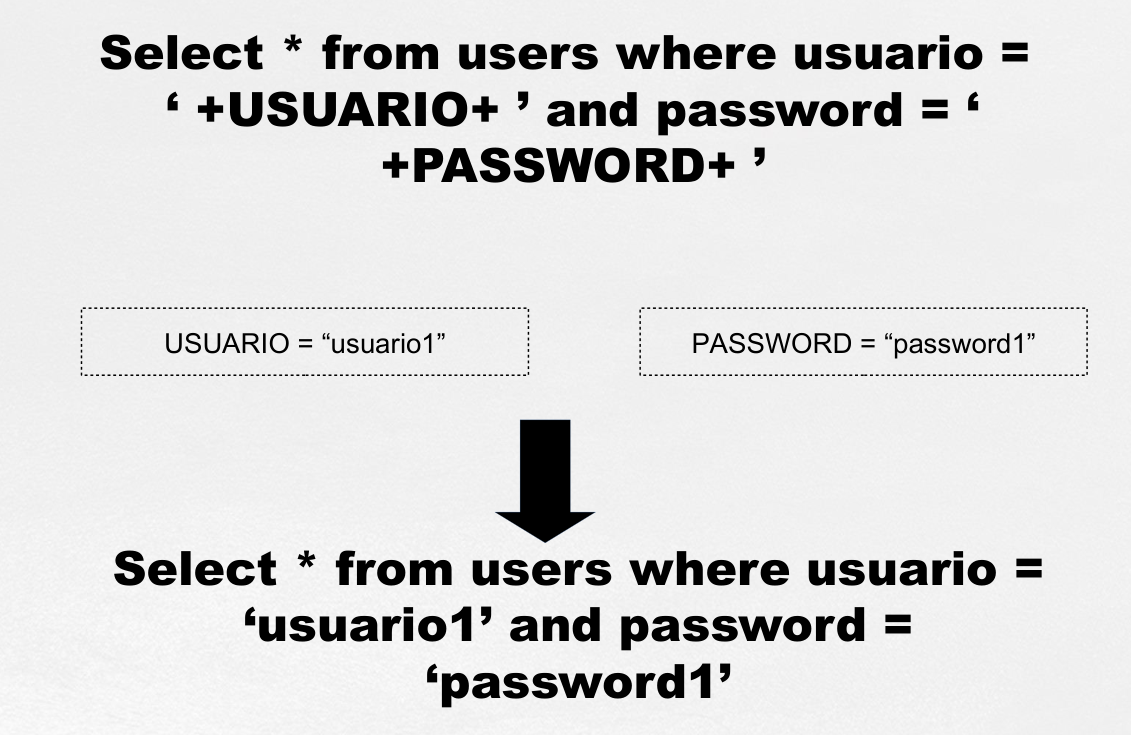 Select * from users where usuario =
‘ +USUARIO+ ’ and password = ‘
+PASSWORD+ ’
USUARIO = “usuario1”
PASSWORD = “password1”
Select * from users where usuario =
‘usuario1’ and password =
‘password1’